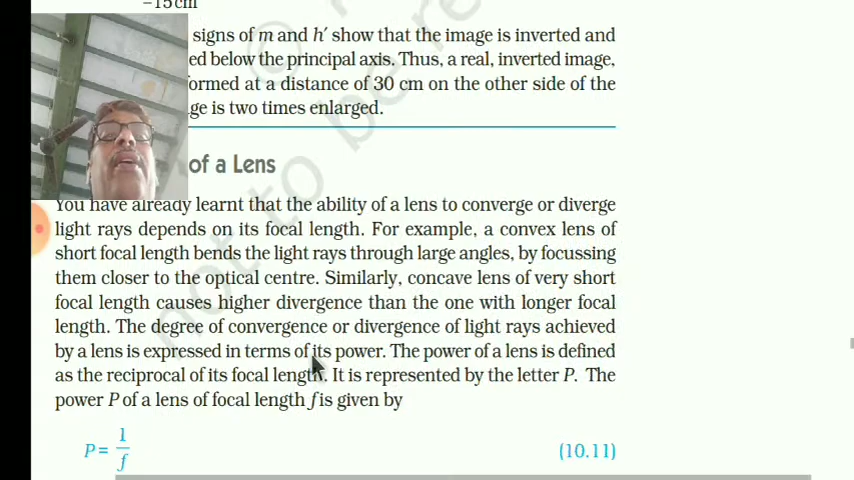 −15 cm
signs of m and h′ show that the image is inverted and
ed below the principal axis. Thus, a real, inverted image,
ormed at a distance of 30 cm on the other side of the
ge is two times enlarged.
of a Lens
You have already learnt that the ability of a lens to converge or diverge
light rays depends on its focal length. For example, a convex lens of
short focal length bends the light rays through large angles, by focussing
them closer to the optical centre. Similarly, concave lens of very short
focal length causes higher divergence than the one with longer focal
length. The degree of convergence or divergence of light rays achieved
by a lens is expressed in terms of its power. The power of a lens is defined
as the reciprocal of its focal length. It is represented by the letter P. The
power P of a lens of focal length f is given by
P = 1/f (10.11)
© 
not to be re